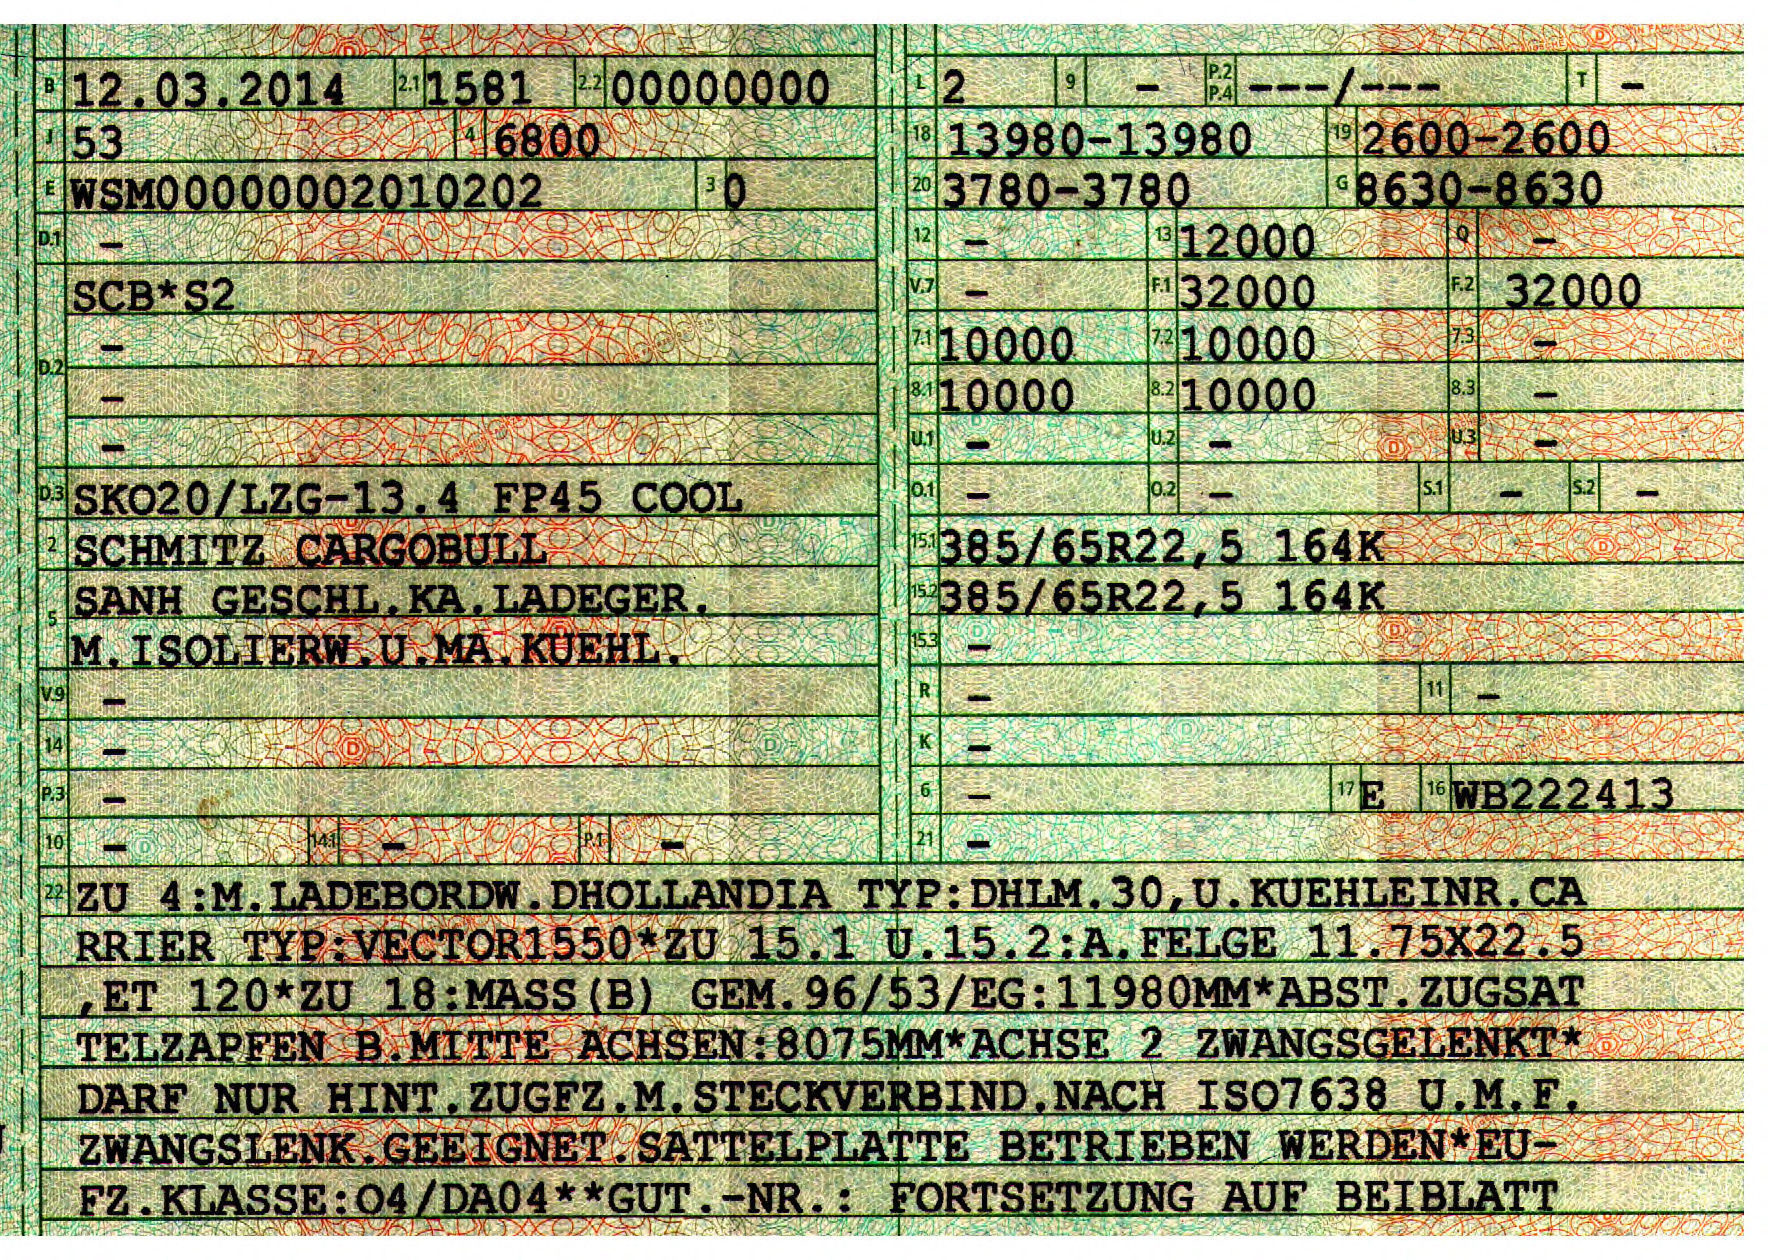 B 12.03.2014 2.1 1581 2.2 00000000
J 53 4 6800
E WSM00000002010202 3 0
D.1 –
SCB*S2
–
D.2
–
–
D.3 SKO20/LZG-13.4 FP45 COOL
2 SCHMITZ CARGOBULL
5 SANH GESCHL.KA.LADEGER.
M.ISOLIERW.U.MA.KUEHL.
V.9 –
14 –
P.3 –
10 – 14.1 – P.1 –
L 2 9 – P.2 P.4 ---/--- T –
18 13980-13980 19 2600-2600
20 3780-3780 G 8630-8630
12 – 13 12000 Q –
V.7 – F.1 32000 F.2 32000
7.1 10000 7.2 10000 7.3 –
8.1 10000 8.2 10000 8.3 –
U.1 – U.2 – U.3 –
O.1 – O.2 – S.1 – S.2 –
15.1 385/65R22,5 164K
15.2 385/65R22,5 164K
15.3 –
R – 11 –
K –
6 – 17 E 16 WB222413
21 –
22 ZU 4:M.LADEBORDW.DHOLLANDIA TYP:DHLM.30,U.KUEHLEINR.CA
RRIER TYP:VECTOR1550*ZU 15.1 U.15.2:A.FELGE 11.75X22.5
,ET 120*ZU 18:MASS(B) GEM.96/53/EG:11980MM*ABST.ZUGSAT
TELZAPFEN B.MITTE ACHSEN:8075MM*ACHSE 2 ZWANGSGELENKT*
DARF NUR HINT.ZUGFZ.M.STECKVERBIND.NACH ISO7638 U.M.F.
ZWANGSLENK.GEEIGNET.SATTELPLATTE BETRIEBEN WERDEN*EU-
FZ.KLASSE:O4/DA04**GUT.-NR.: FORTSETZUNG AUF BEIBLATT